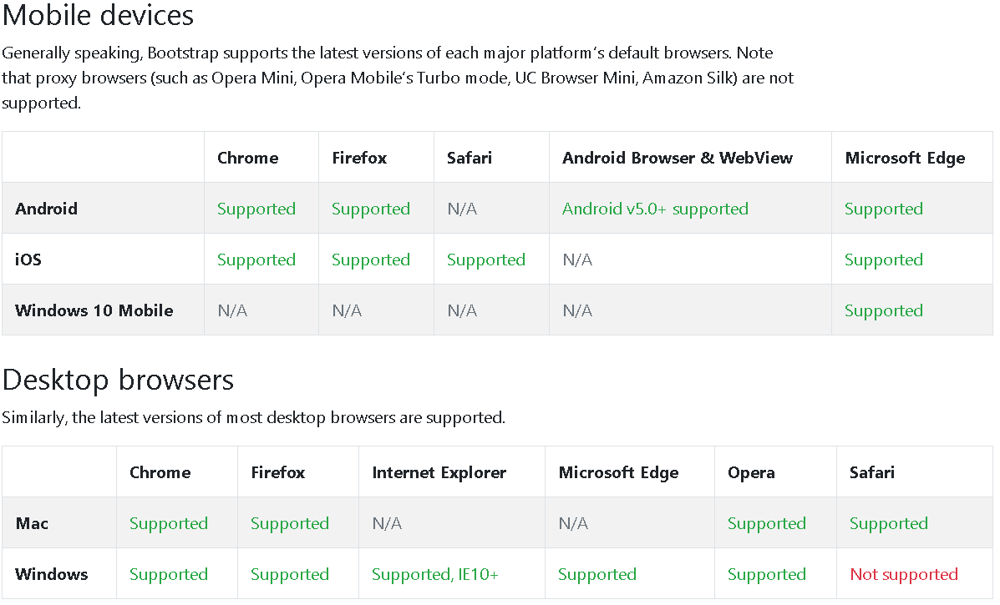 Mobile devices
Generally speaking, Bootstrap supports the latest versions of each major platform’s default browsers. Note
that proxy browsers (such as Opera Mini, Opera Mobile’s Turbo mode, UC Browser Mini, Amazon Silk) are not
supported.
Chrome Firefox Safari Android Browser & WebView Microsoft Edge
Android Supported Supported N/A Android v5.0+ supported Supported
iOS Supported Supported Supported N/A Supported
Windows 10 Mobile N/A N/A N/A N/A Supported
Desktop browsers
Similarly, the latest versions of most desktop browsers are supported.
Chrome Firefox Internet Explorer Microsoft Edge Opera Safari
Mac Supported Supported N/A N/A Supported Supported
Windows Supported Supported Supported, IE10+ Supported Supported Not supported